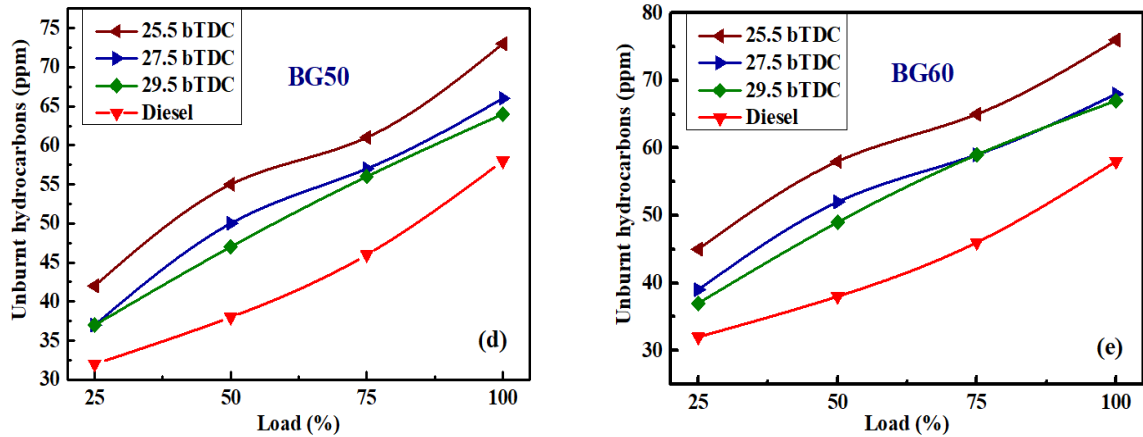 75
70
65
60
55
50
45
40
35
30
25
50
75
100
Unburnt hydrocarbons (ppm)
Load (%)
25.5 bTDC
27.5 bTDC
29.5 bTDC
Diesel
BG50
(d)
80
70
60
50
40
30
25
50
75
100
Unburnt hydrocarbons (ppm)
Load (%)
25.5 bTDC
27.5 bTDC
29.5 bTDC
Diesel
BG60
(e)